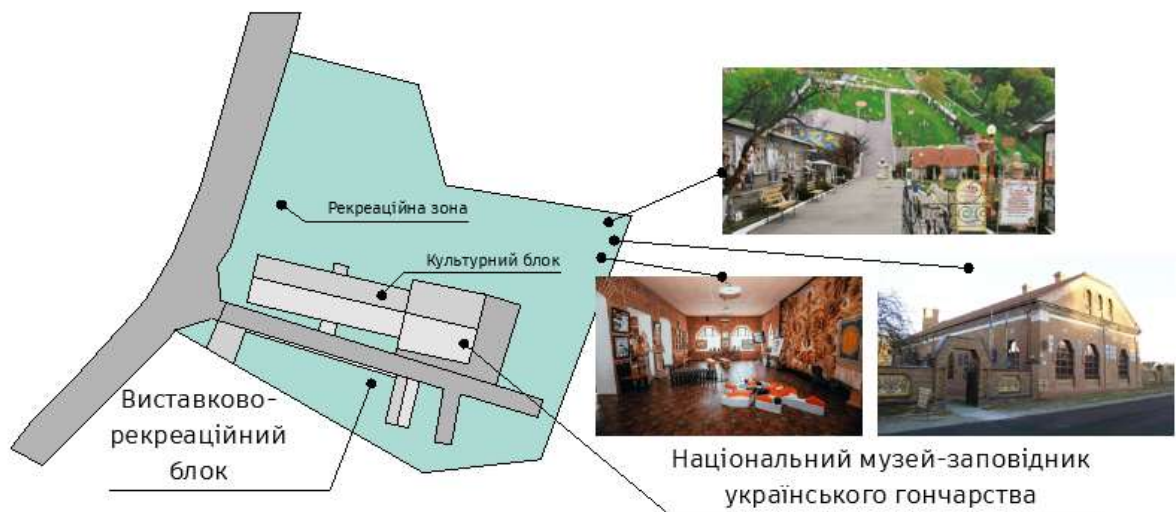 Рекреаційна зона
Культурний блок
Виставково-
рекреаційний
блок
Національний музей-заповідник
українського гончарства